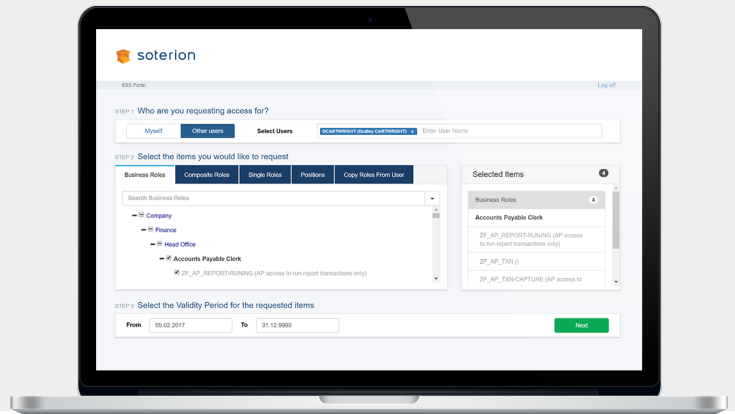 soterion
ESS Portal
Log off
STEP 1 Who are you requesting access for?
Myself
Other users
Select Users
DCARTWRIGHT (Dudley CARTWRIGHT) x
Enter User Name
STEP 2 Select the items you would like to request
Business Roles
Composite Roles
Single Roles
Positions
Copy Roles From User
Search Business Roles
Company
Finance
Head Office
Accounts Payable Clerk
ZF_AP_REPORT-RUNING (AP access to run report transactions only)
Selected Items
4
Business Roles
4
Accounts Payable Clerk
ZF_AP_REPORT-RUNING (AP access
to run report transactions only)
ZF_AP_TXN ()
ZF_AP_TXN-CAPTURE (AP access to
STEP 3 Select the Validity Period for the requested items
From
05.02.2017
To
31.12.9999
Next